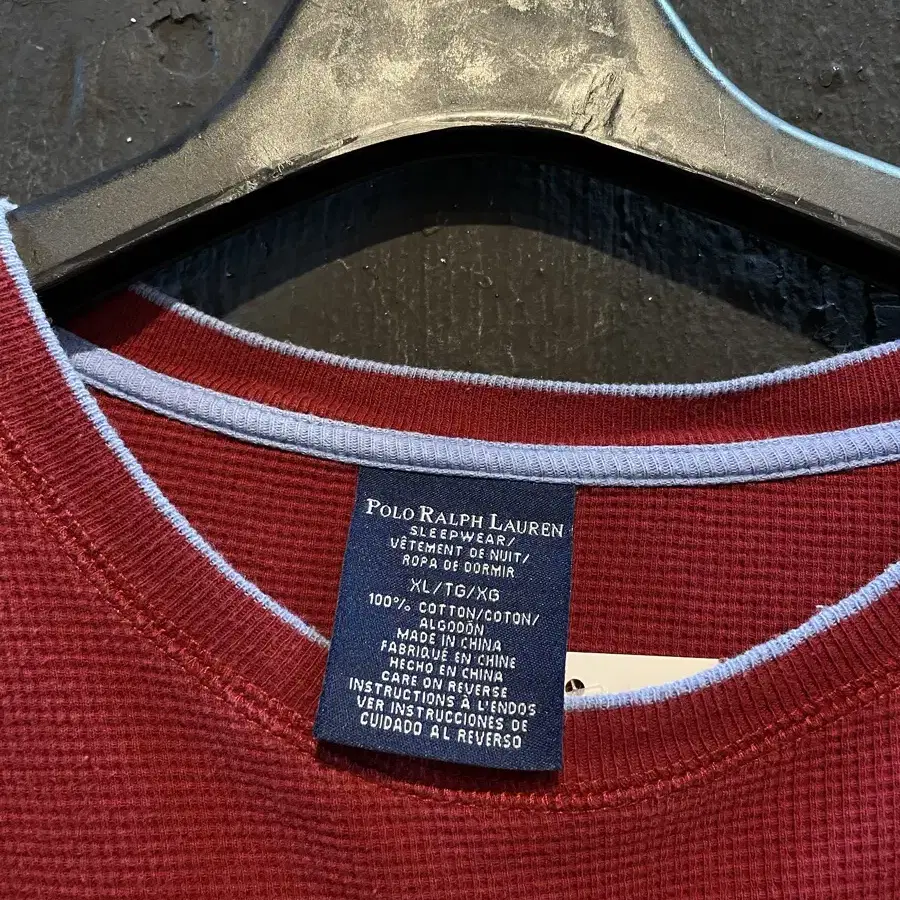 POLO RALPH LAUREN
SLEEPWEAR/
VÊTEMENT DE NUIT/
ROPA DE DORMIR
XL/TG/XG
100% COTTON/COTON/
ALGODÓN
MADE IN CHINA
FABRIQUÉ EN CHINE
HECHO EN CHINA
CARE ON REVERSE
INSTRUCTIONS À L'ENDOS
VER INSTRUCCIONES DE
CUIDADO AL REVERSO